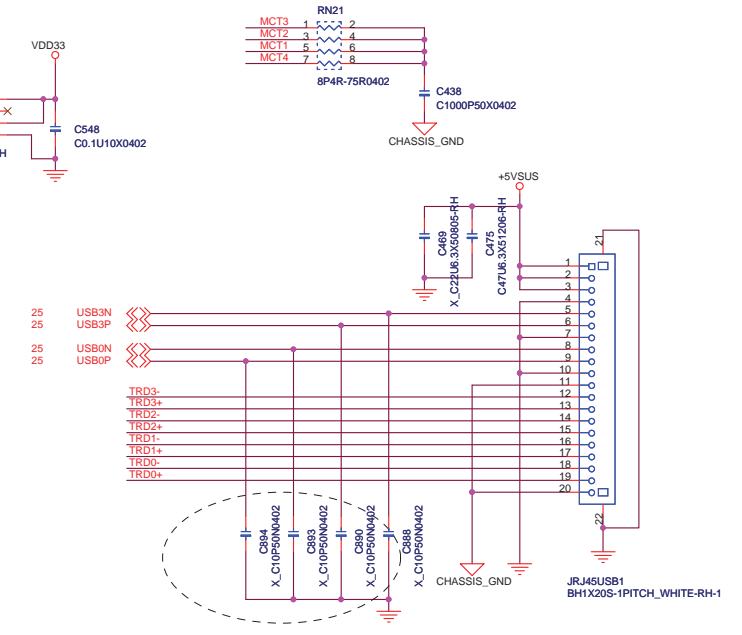 RN21
MCT3 1 2
MCT2 3 4
MCT1 5 6
MCT4 7 8
8P4R-75R0402
C438
C1000P50X0402
CHASSIS_GND
VDD33
C548
C0.1U10X0402
H
+5VSUS
C469
X_C22U6.3X50805-RH
C475
C47U6.3X51206-RH
21
1
2
3
4
25 USB3N 5
25 USB3P 6
7
25 USB0N 8
25 USB0P 9
10
11
TRD3- 12
TRD3+ 13
TRD2- 14
TRD2+ 15
TRD1- 16
TRD1+ 17
TRD0- 18
TRD0+ 19
20
22
C894
X_C10P50N0402
C893
X_C10P50N0402
C890
X_C10P50N0402
C888
X_C10P50N0402
CHASSIS_GND
JRJ45USB1
BH1X20S-1PITCH_WHITE-RH-1